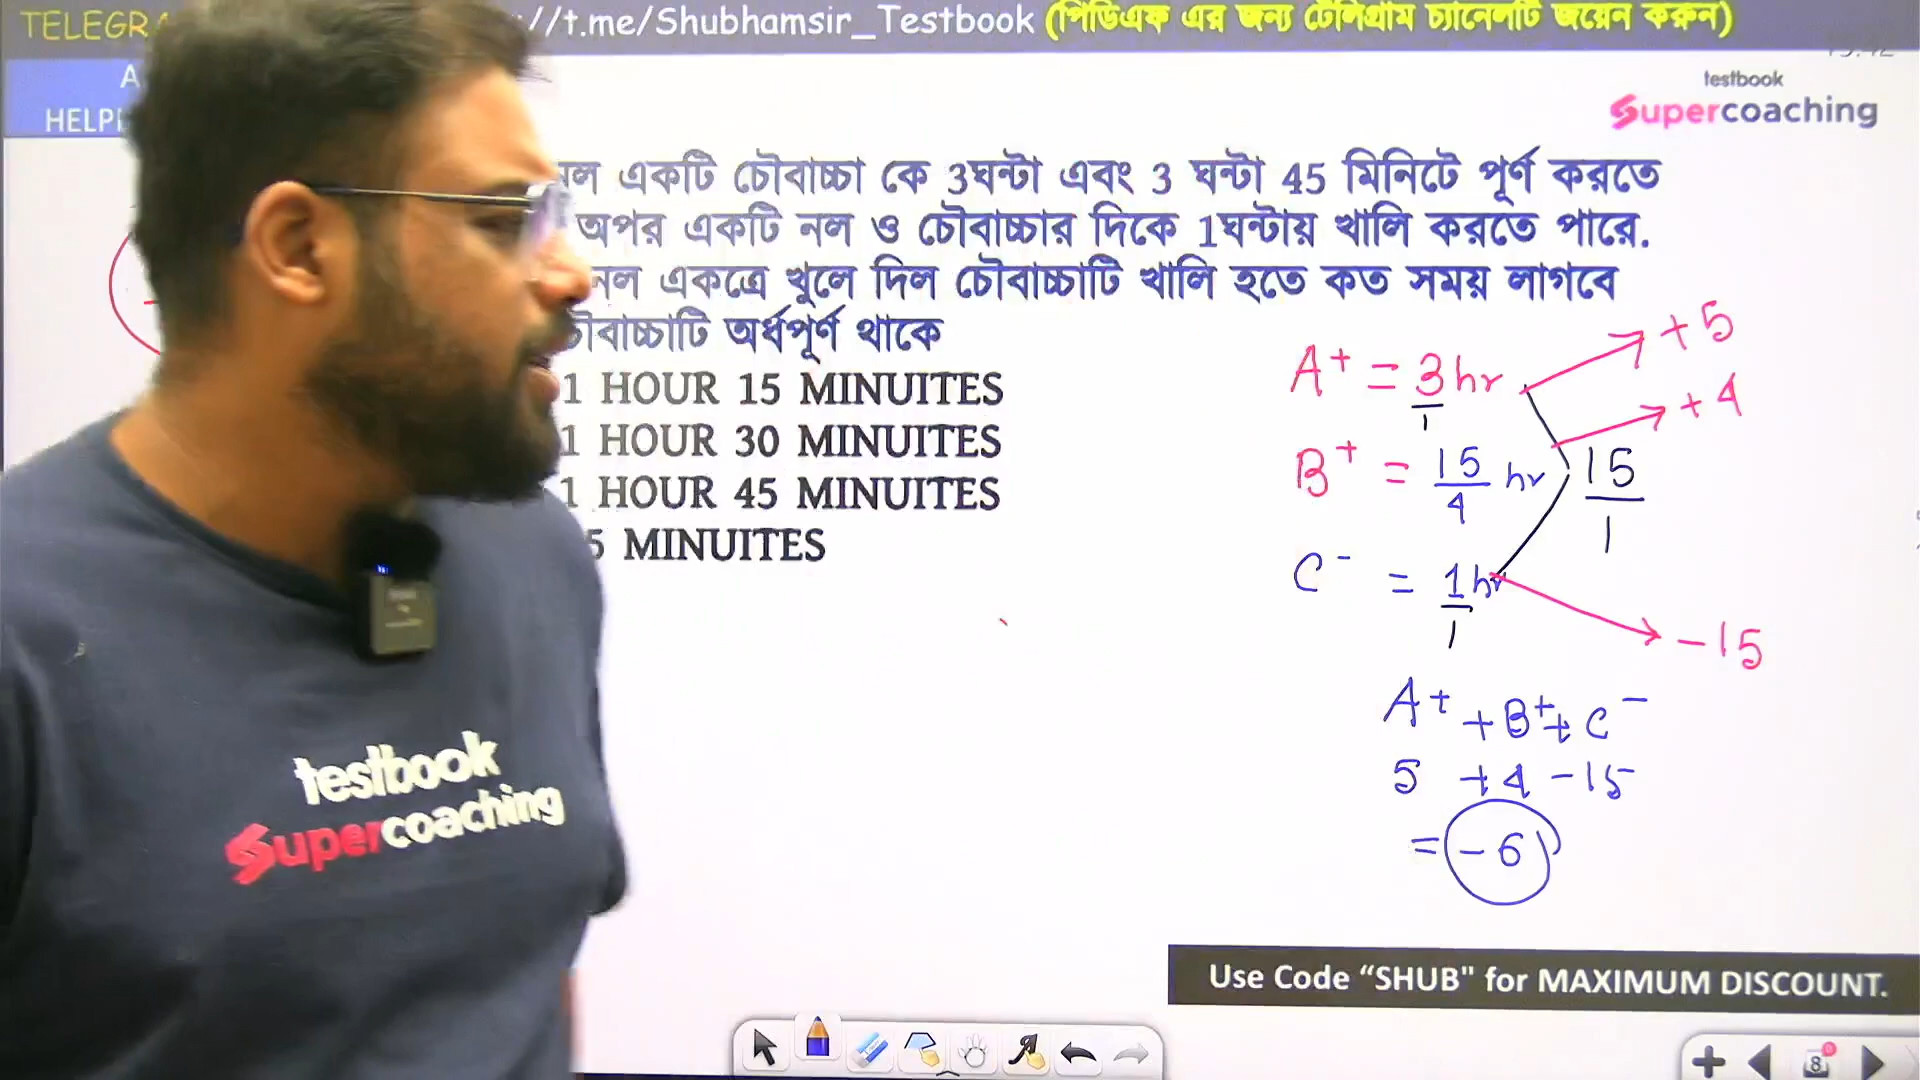 ://t.me/Shubhamsir_Testbook (পিডিএফ এর জন্য টেলিগ্রাম চ্যানেলটি জয়েন করুন)
testbook
Supercoaching
একটি চৌবাচ্চা কে 3ঘন্টা এবং 3 ঘন্টা 45 মিনিটে পূর্ণ করতে
অপর একটি নল ও চৌবাচ্চার দিকে 1ঘন্টায় খালি করতে পারে.
নল একত্রে খুলে দিল চৌবাচ্চাটি খালি হতে কত সময় লাগবে
অর্ধপূর্ণ থাকে
1 HOUR 15 MINUITES
1 HOUR 30 MINUITES
1 HOUR 45 MINUITES
5 MINUITES
A+ = 3/1 hr → +5
B+ = 15/4 hr → +4
15/1
C- = 1/1 hr → -15
A+ + B+ + C-
5 + 4 - 15
= -6
testbook
Supercoaching
Use Code “SHUB" for MAXIMUM DISCOUNT.
8